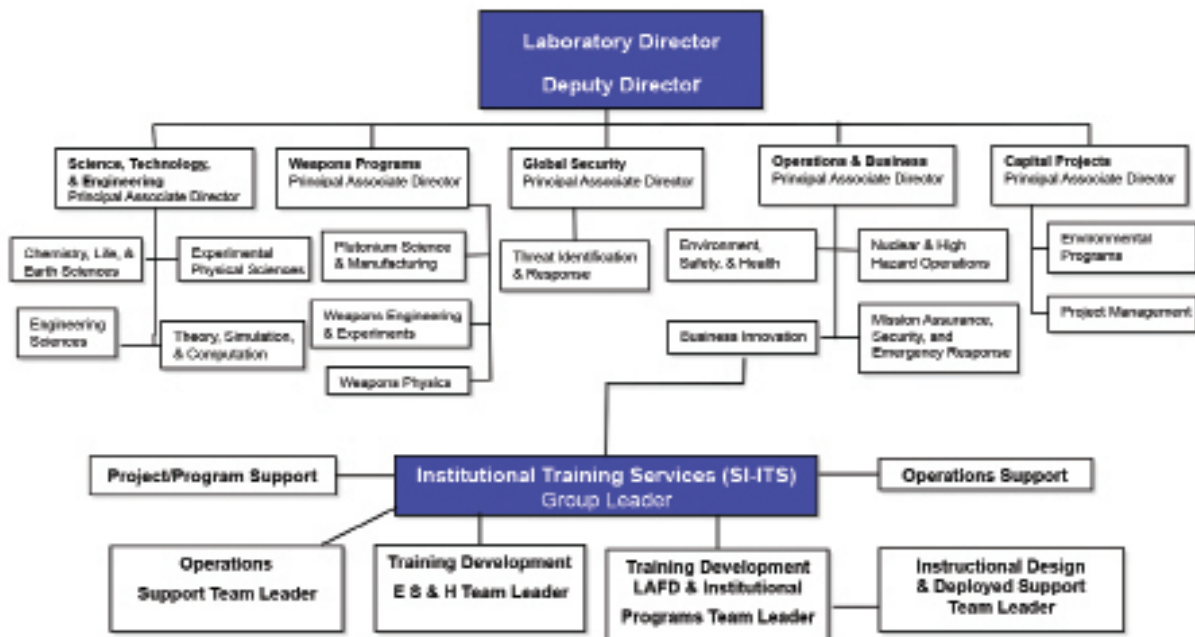 Laboratory Director
Deputy Director
Science, Technology,
& Engineering
Principal Associate Director
Weapons Programs
Principal Associate Director
Global Security
Principal Associate Director
Operations & Business
Principal Associate Director
Capital Projects
Principal Associate Director
Chemistry, Life, &
Earth Sciences
Experimental
Physical Sciences
Plutonium Science
& Manufacturing
Threat Identification
& Response
Environment,
Safety, & Health
Nuclear & High
Hazard Operations
Environmental
Programs
Engineering
Sciences
Theory, Simulation,
& Computation
Weapons Engineering
& Experiments
Business Innovation
Mission Assurance,
Security, and
Emergency Response
Project Management
Weapons Physics
Project/Program Support
Institutional Training Services (SI-ITS)
Group Leader
Operations Support
Operations
Support Team Leader
Training Development
E S & H Team Leader
Training Development
LAFD & Institutional
Programs Team Leader
Instructional Design
& Deployed Support
Team Leader